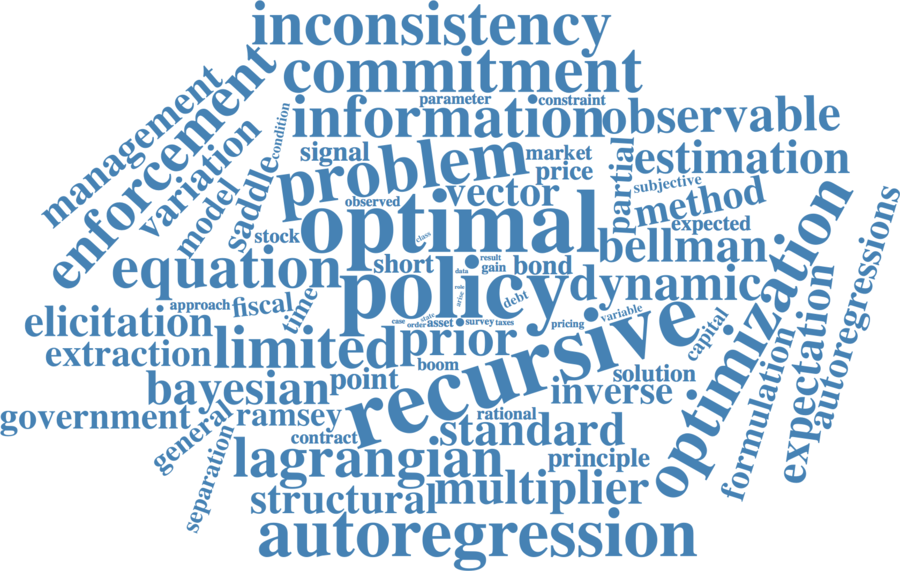 inconsistency
commitment
management
enforcement
parameter
constraint
information
observable
condition
variation
signal
problem
market
partial
estimation
price
subjective
saddle
model
observed
vector
method
expected
stock
class
optimal
bellman
optimization
autoregressions
equation
short
result
gain
data
bond
policy
dynamic
role
arise
debt
expectation
approach
fiscal
time
elicitation
case
order
state
asset
survey
taxes
pricing
variable
capital
extraction
limited
prior
recursive
formulation
boom
solution
bayesian
point
inverse
government
general
ramsey
rational
contract
standard
separation
lagrangian
principle
structural
multiplier
autoregression